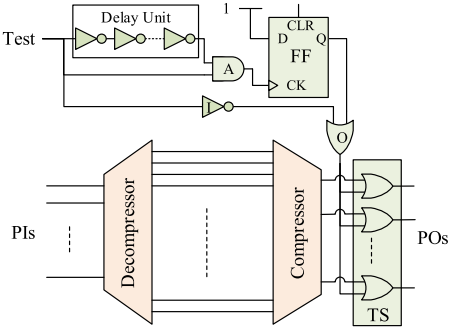 Delay Unit
1
CLR
Test
D
Q
FF
A
CK
I
O
Decompressor
Compressor
PIs
POs
TS